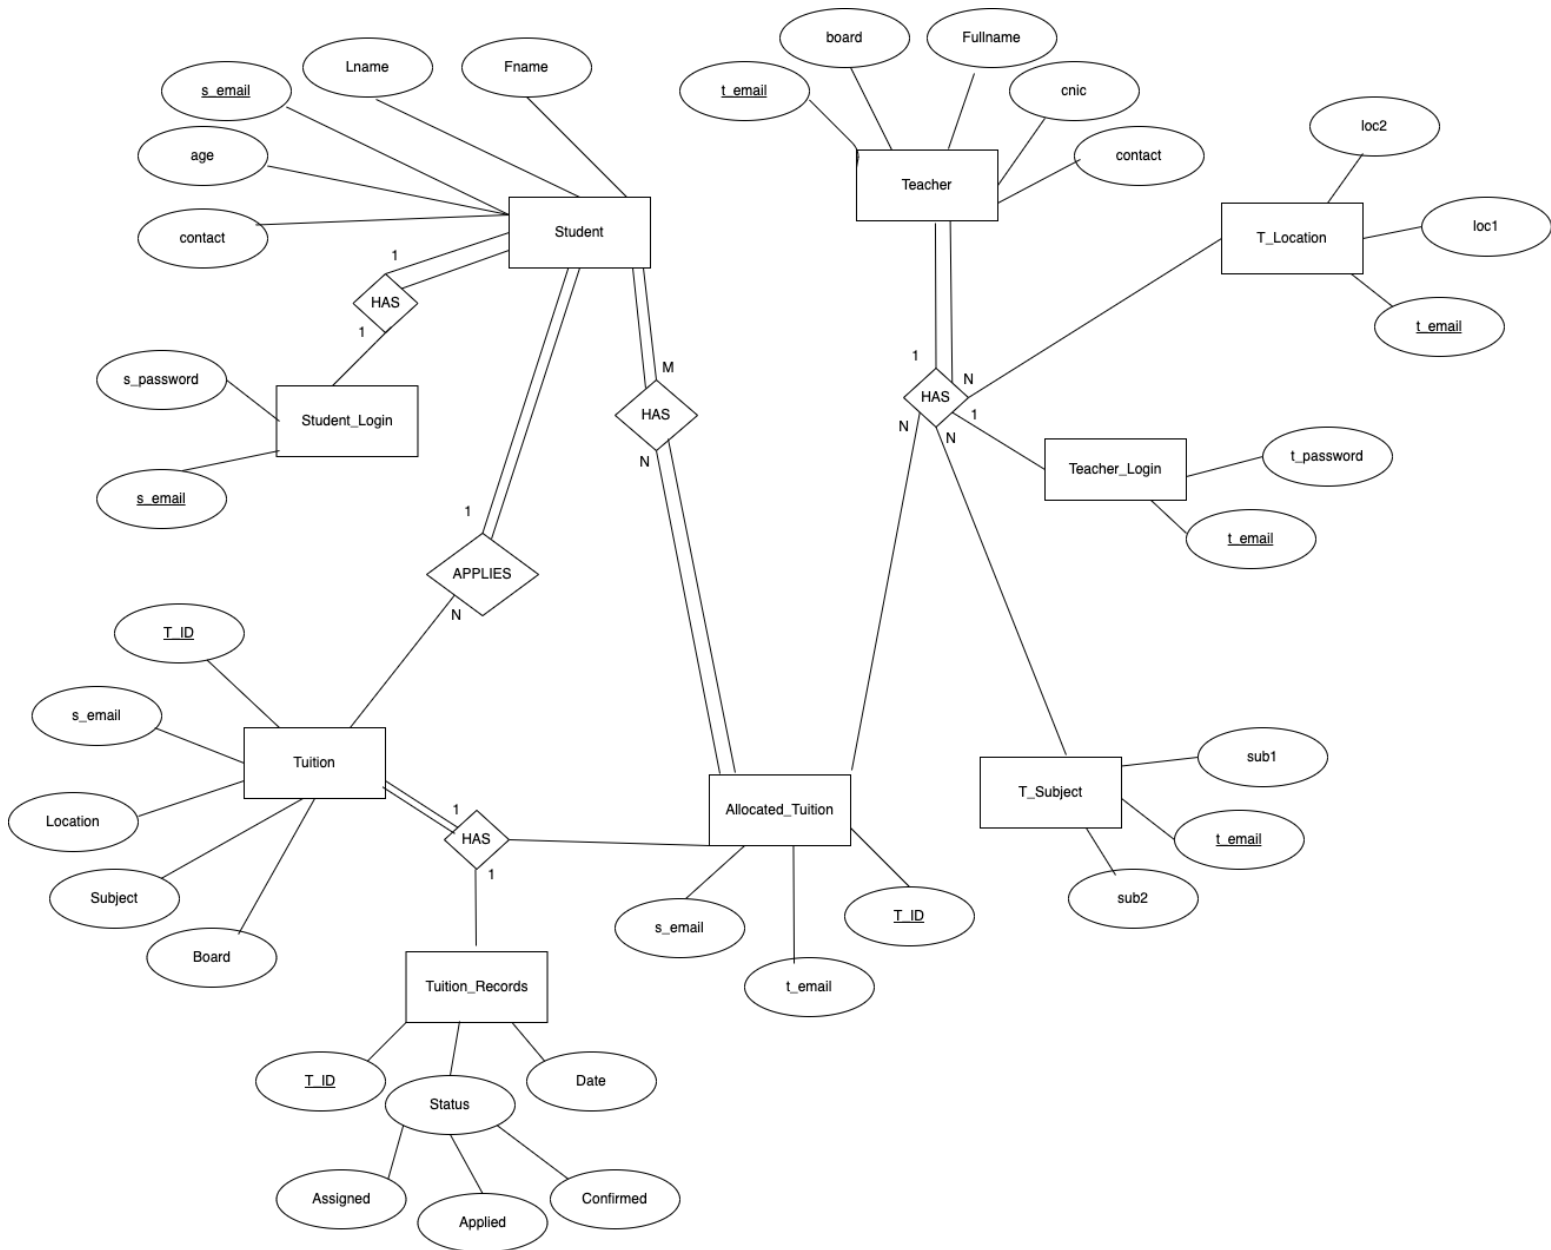 board
Fullname
Lname
Fname
s_email
t_email
cnic
loc2
age
contact
Teacher
contact
Student
T_Location
loc1
1
HAS
1
t_email
1
M
N
HAS
s_password
Student_Login
HAS
N
1
N
N
Teacher_Login
t_password
s_email
1
t_email
APPLIES
N
T_ID
s_email
Tuition
sub1
T_Subject
Location
1
HAS
1
Allocated_Tuition
t_email
Subject
sub2
s_email
T_ID
Board
Tuition_Records
t_email
T_ID
Status
Date
Assigned
Applied
Confirmed